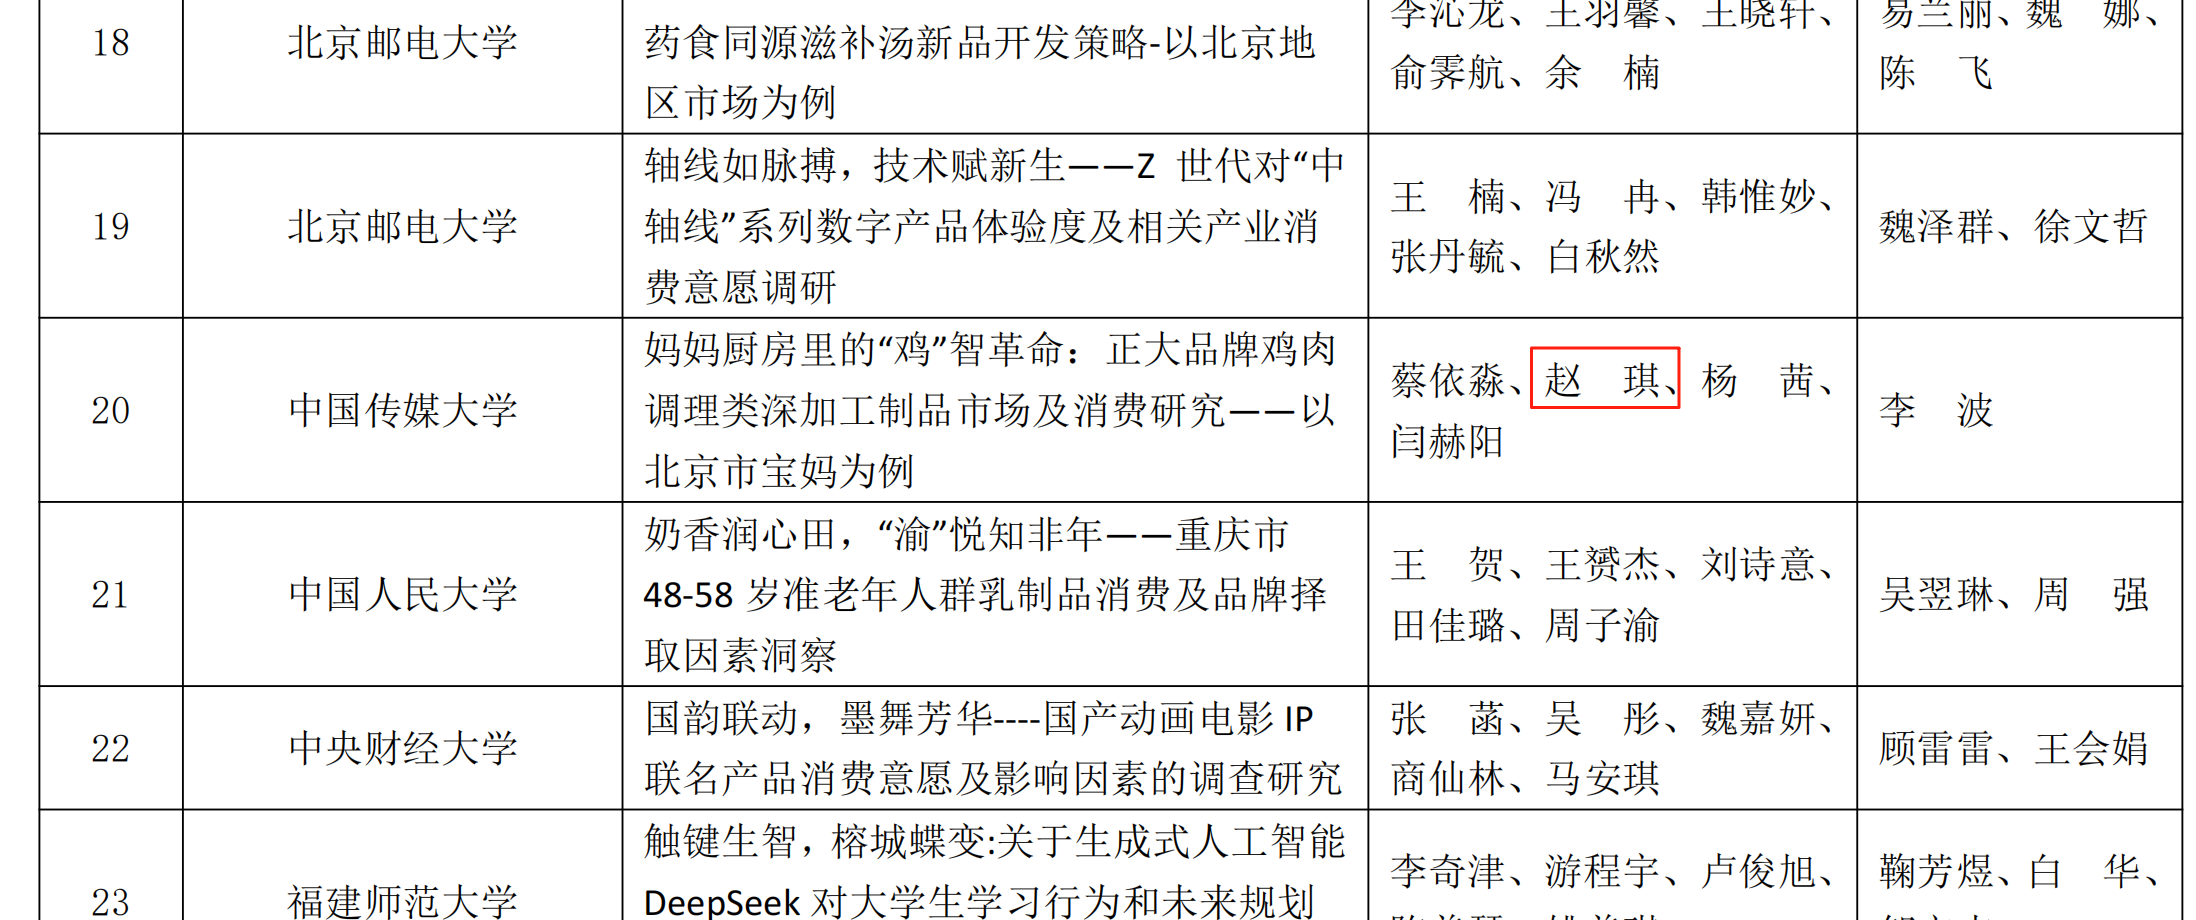 18
北京邮电大学
药食同源滋补汤新品开发策略-以北京地
区市场为例
李沁龙、王羽馨、王晓轩、
俞霁航、余　楠
易兰丽、魏　娜、
陈　飞
19
北京邮电大学
轴线如脉搏，技术赋新生——Z 世代对“中
轴线”系列数字产品体验度及相关产业消
费意愿调研
王　楠、冯　冉、韩惟妙、
张丹毓、白秋然
魏泽群、徐文哲
20
中国传媒大学
妈妈厨房里的“鸡”智革命：正大品牌鸡肉
调理类深加工制品市场及消费研究——以
北京市宝妈为例
蔡依淼、赵　琪、杨　茜、
闫赫阳
李　波
21
中国人民大学
奶香润心田，“渝”悦知非年——重庆市
48-58 岁准老年人群乳制品消费及品牌择
取因素洞察
王　贺、王赟杰、刘诗意、
田佳璐、周子渝
吴翌琳、周　强
22
中央财经大学
国韵联动，墨舞芳华----国产动画电影 IP
联名产品消费意愿及影响因素的调查研究
张　菡、吴　彤、魏嘉妍、
商仙林、马安琪
顾雷雷、王会娟
23
福建师范大学
触键生智，榕城蝶变:关于生成式人工智能
DeepSeek 对大学生学习行为和未来规划
李奇津、游程宇、卢俊旭、
鞠芳煜、白　华、